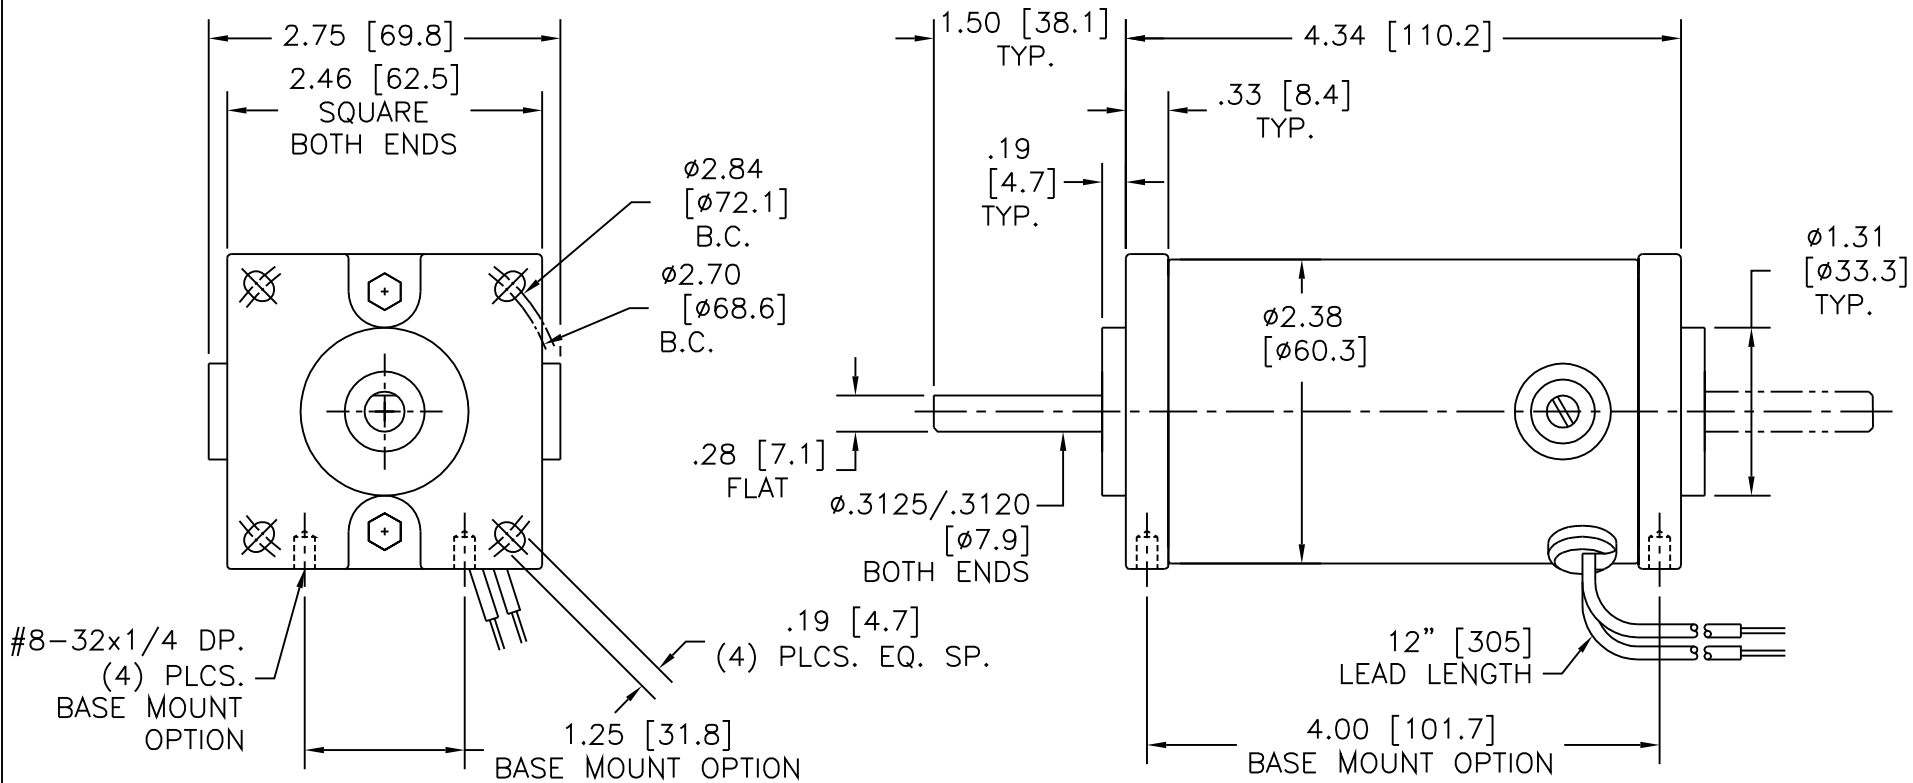 2.75 [69.8]
2.46 [62.5]
SQUARE
BOTH ENDS
ø2.84
[ø72.1]
B.C.
ø2.70
[ø68.6]
B.C.
#8-32x1/4 DP.
(4) PLCS.
BASE MOUNT
OPTION
.19 [4.7]
(4) PLCS. EQ. SP.
1.25 [31.8]
BASE MOUNT OPTION
1.50 [38.1]
TYP.
4.34 [110.2]
.33 [8.4]
TYP.
.19
[4.7]
TYP.
ø1.31
[ø33.3]
TYP.
ø2.38
[ø60.3]
.28 [7.1]
FLAT
ø.3125/.3120
[ø7.9]
BOTH ENDS
12” [305]
LEAD LENGTH
4.00 [101.7]
BASE MOUNT OPTION